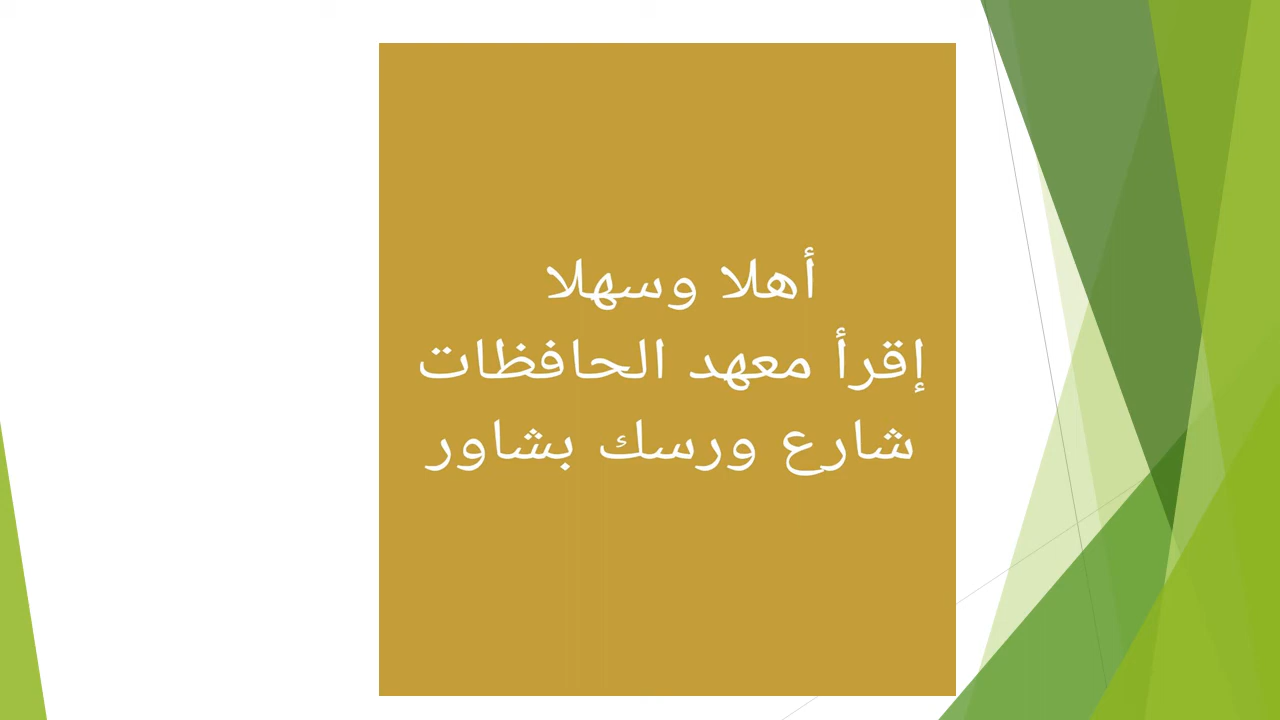 أهلا وسهلا
إقرأ معهد الحافظات
شارع ورسك بشاور